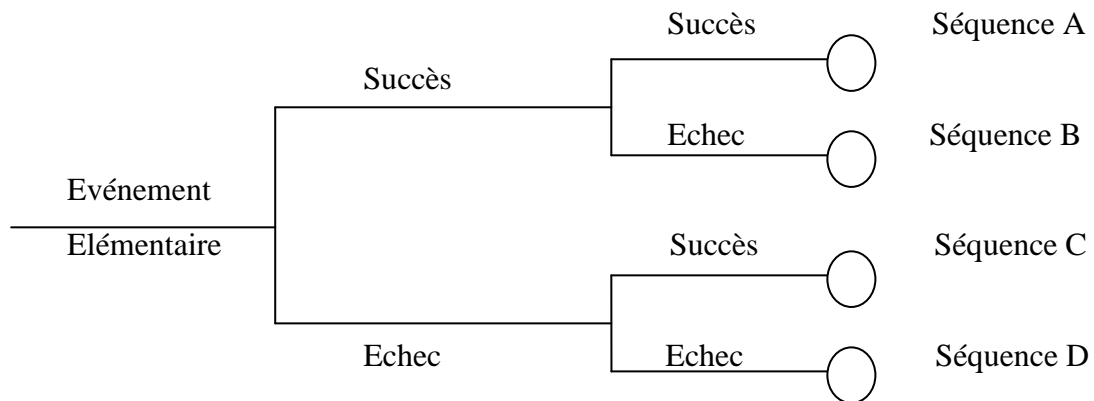 Succès Séquence A
Succès
Echec Séquence B
Evénement
Elémentaire
Succès Séquence C
Echec
Echec Séquence D